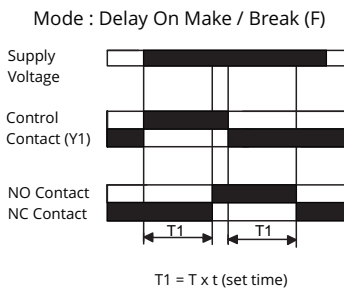 Mode : Delay On Make / Break (F)
Supply
Voltage
Control
Contact (Y1)
NO Contact
NC Contact
T1 T1
T1 = T x t (set time)